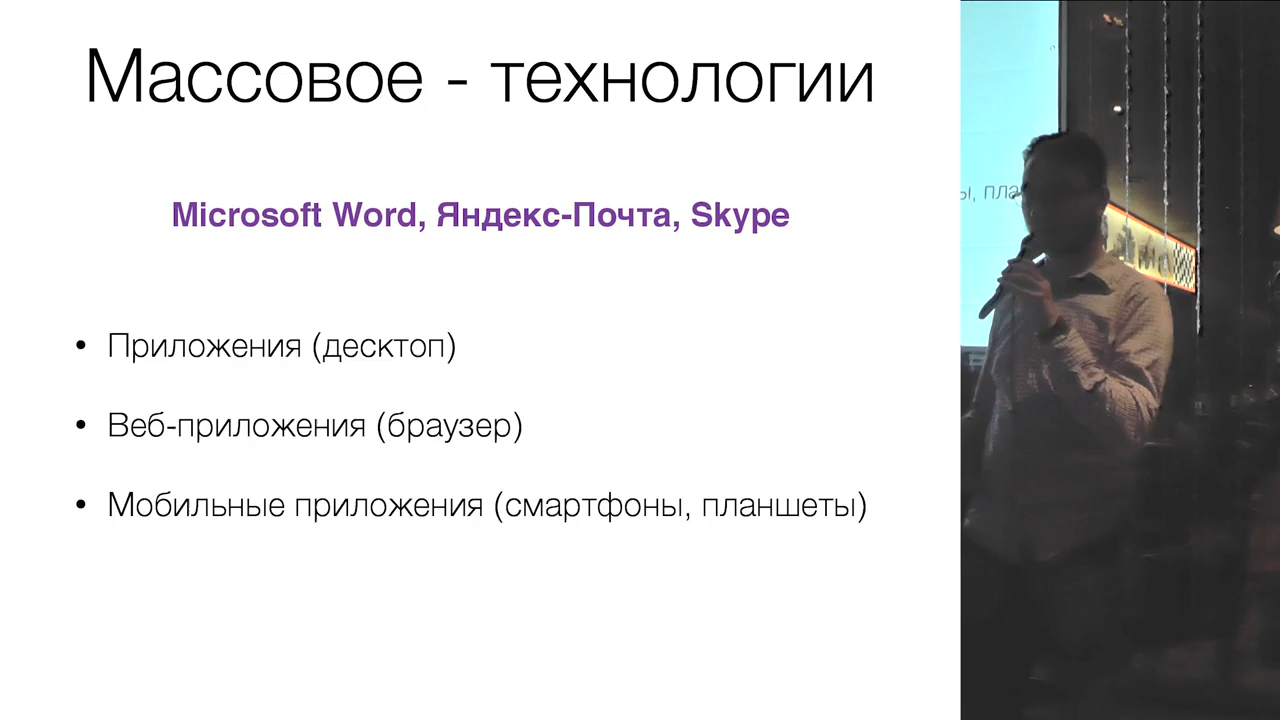 Массовое - технологии
Microsoft Word, Яндекс-Почта, Skype
• Приложения (десктоп)
• Веб-приложения (браузер)
• Мобильные приложения (смартфоны, планшеты)